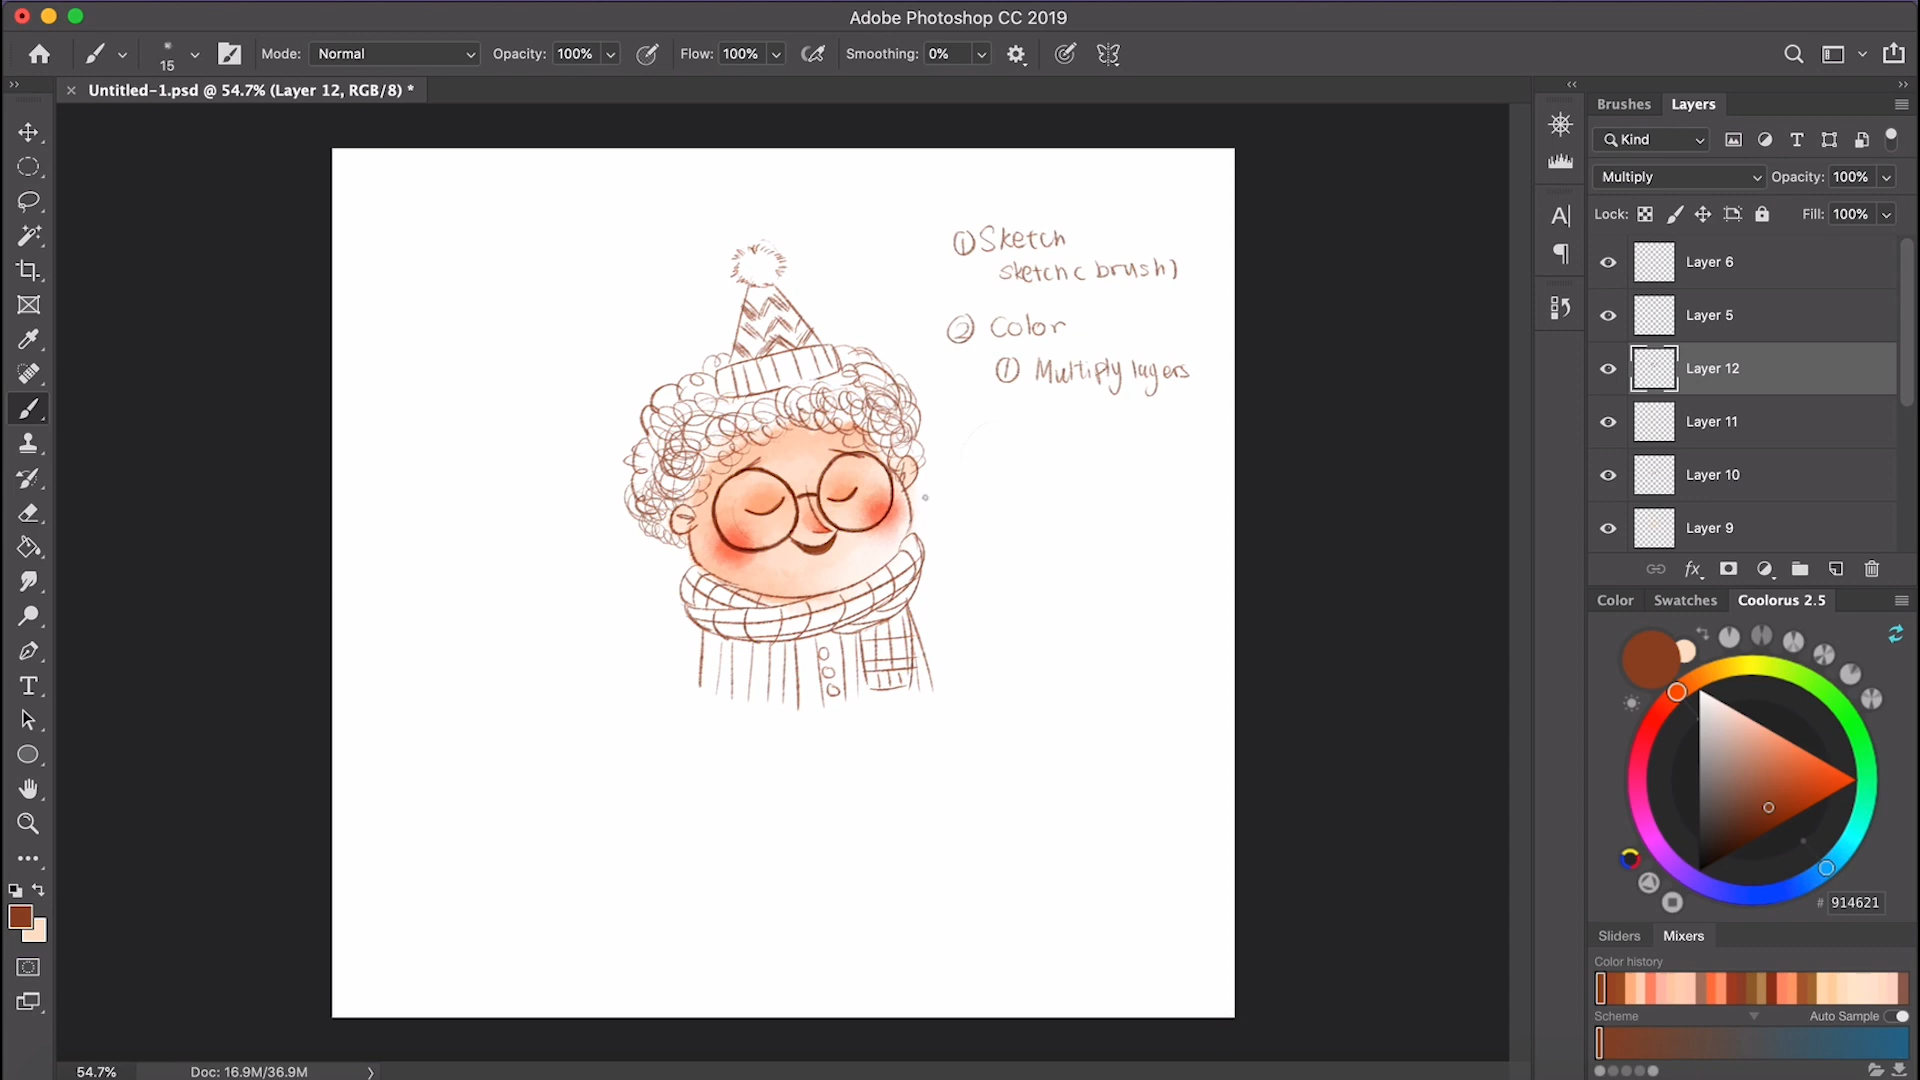 Adobe Photoshop CC 2019
15
Mode: Normal
Opacity: 100%
Flow: 100%
Smoothing: 0%
Untitled-1.psd @ 54.7% (Layer 12, RGB/8) *
① Sketch
sketch ( brush )
② Color
① Multiply layers
Brushes
Layers
Kind
Multiply
Opacity: 100%
Lock:
Fill: 100%
Layer 6
Layer 5
Layer 12
Layer 11
Layer 10
Layer 9
fx
Color
Swatches
Coolorus 2.5
# 914621
Sliders
Mixers
Color history
Scheme
Auto Sample
54.7%
Doc: 16.9M/36.9M